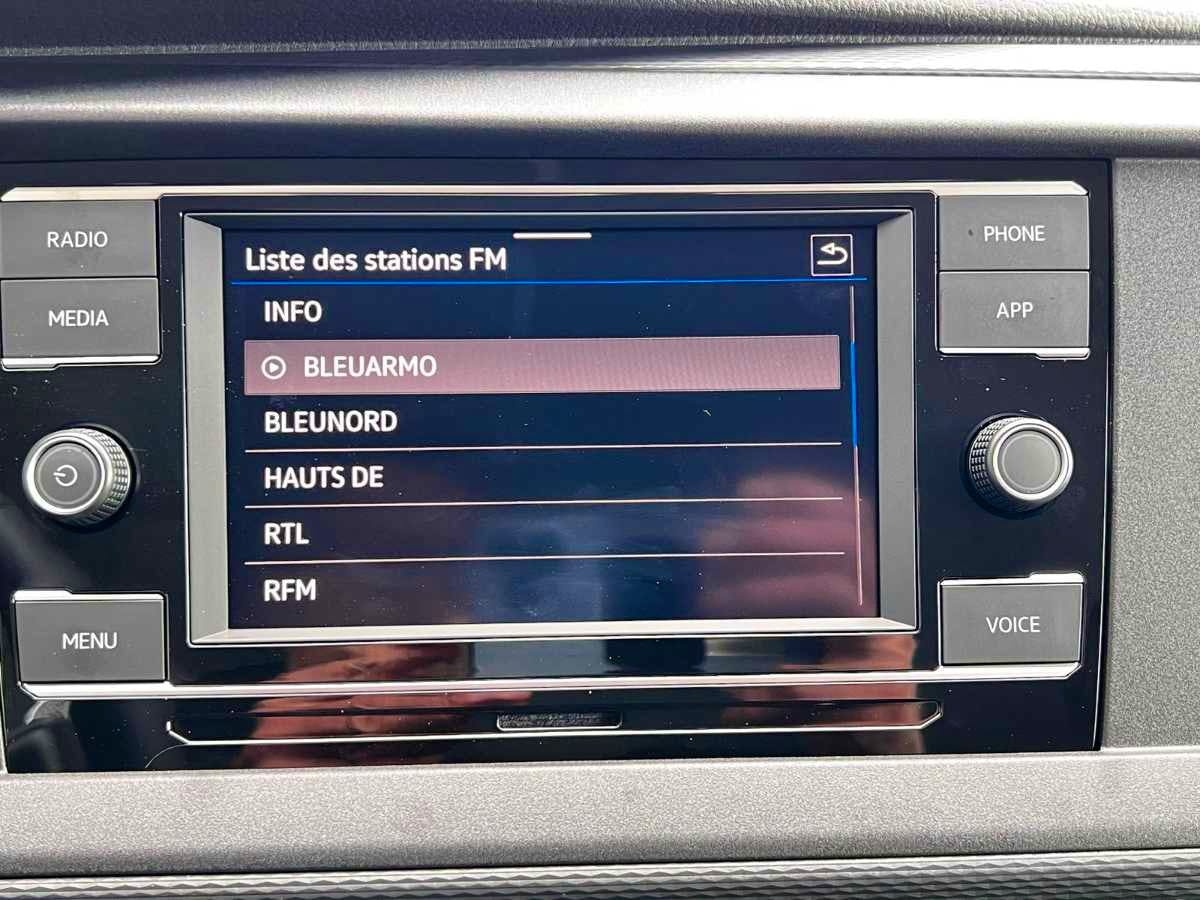 RADIO
MEDIA
MENU
Liste des stations FM
INFO
BLEUARMO
BLEUNORD
HAUTS DE
RTL
RFM
PHONE
APP
VOICE